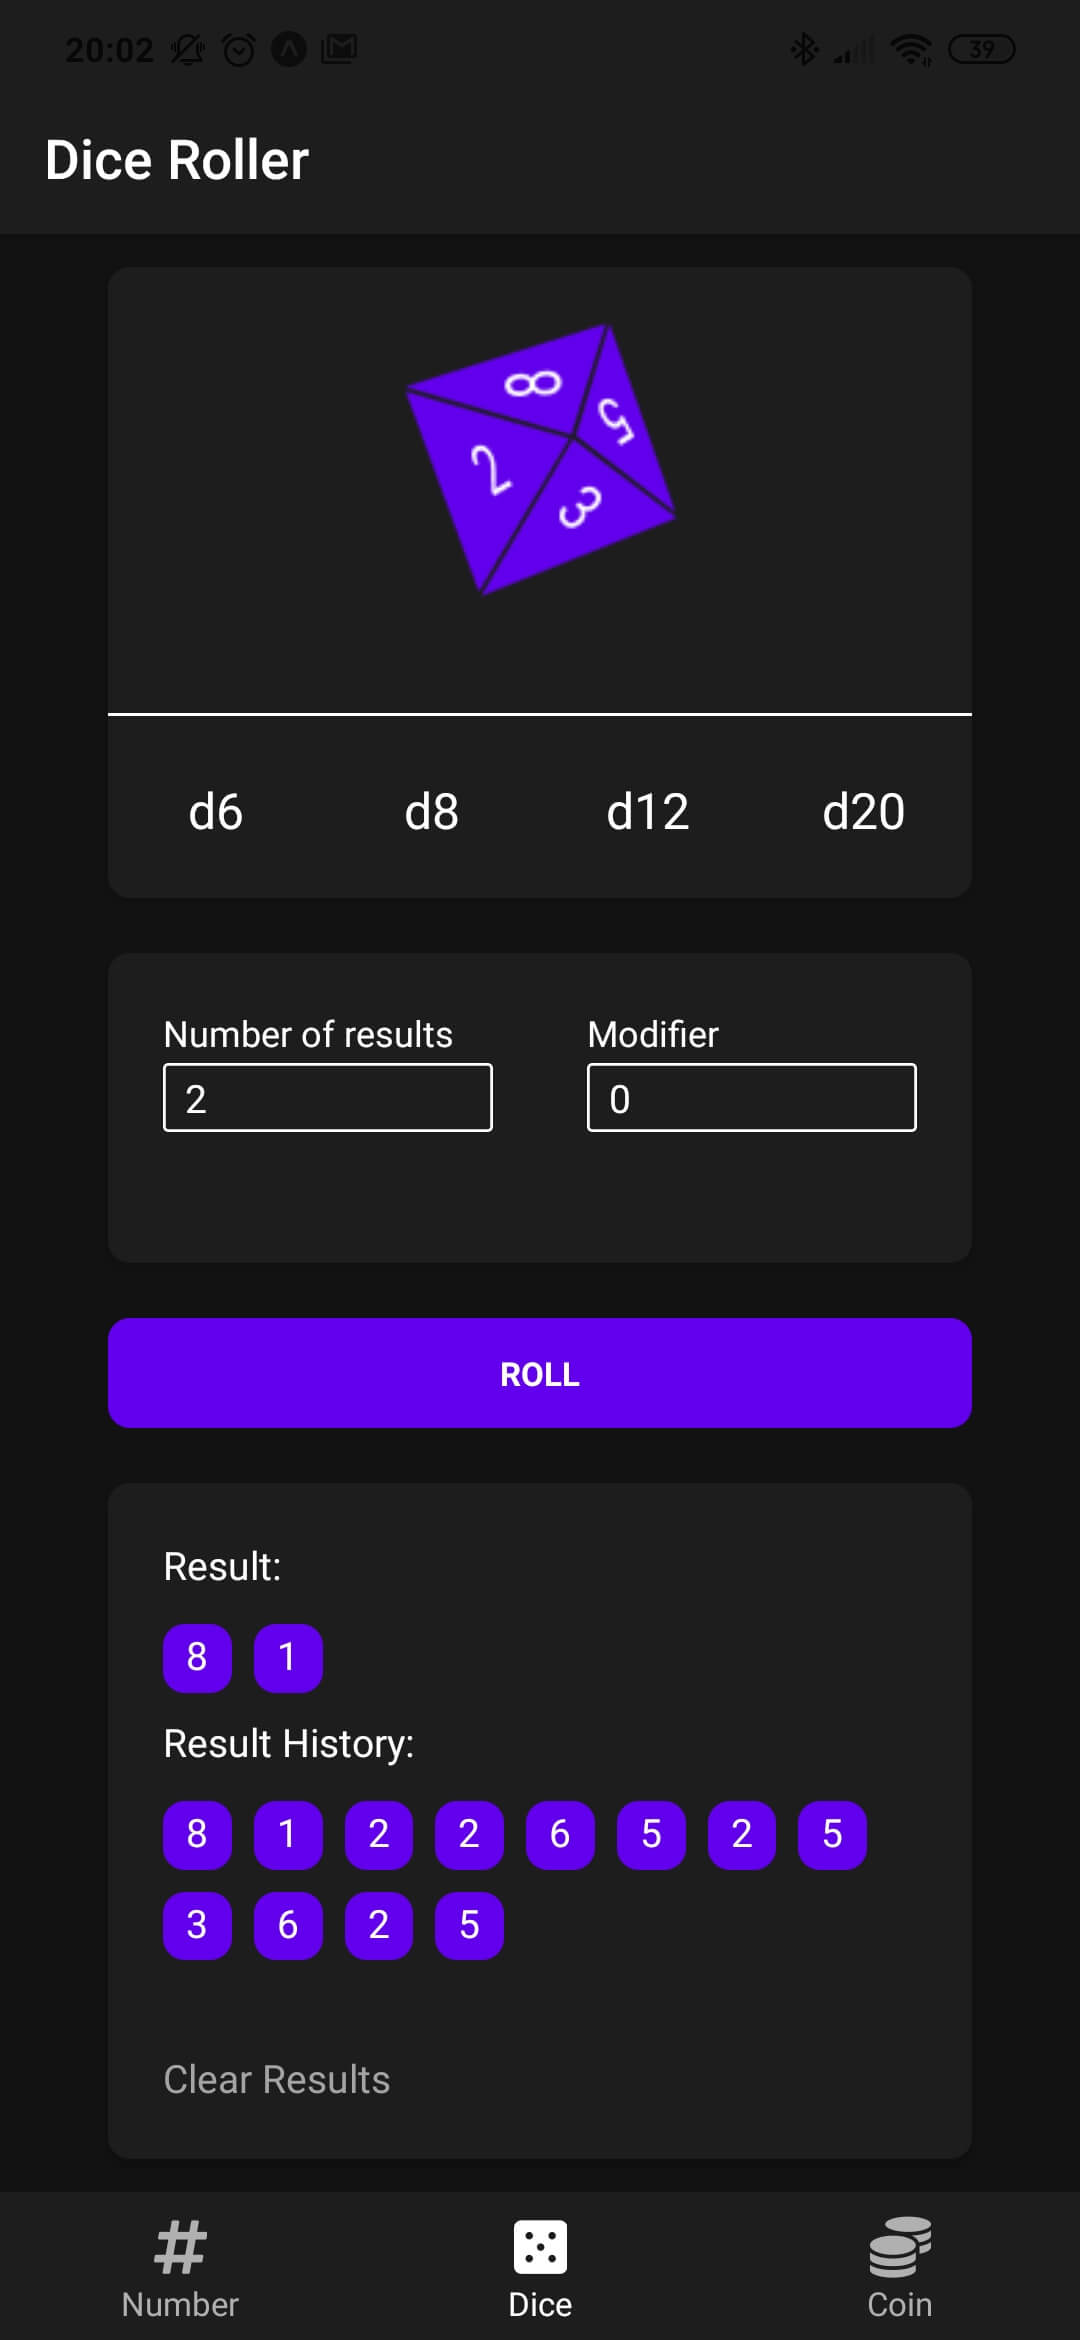 20:02
39
Dice Roller
8
5
2
3
d6 d8 d12 d20
Number of results Modifier
2 0
ROLL
Result:
8 1
Result History:
8 1 2 2 6 5 2 5
3 6 2 5
Clear Results
Number Dice Coin